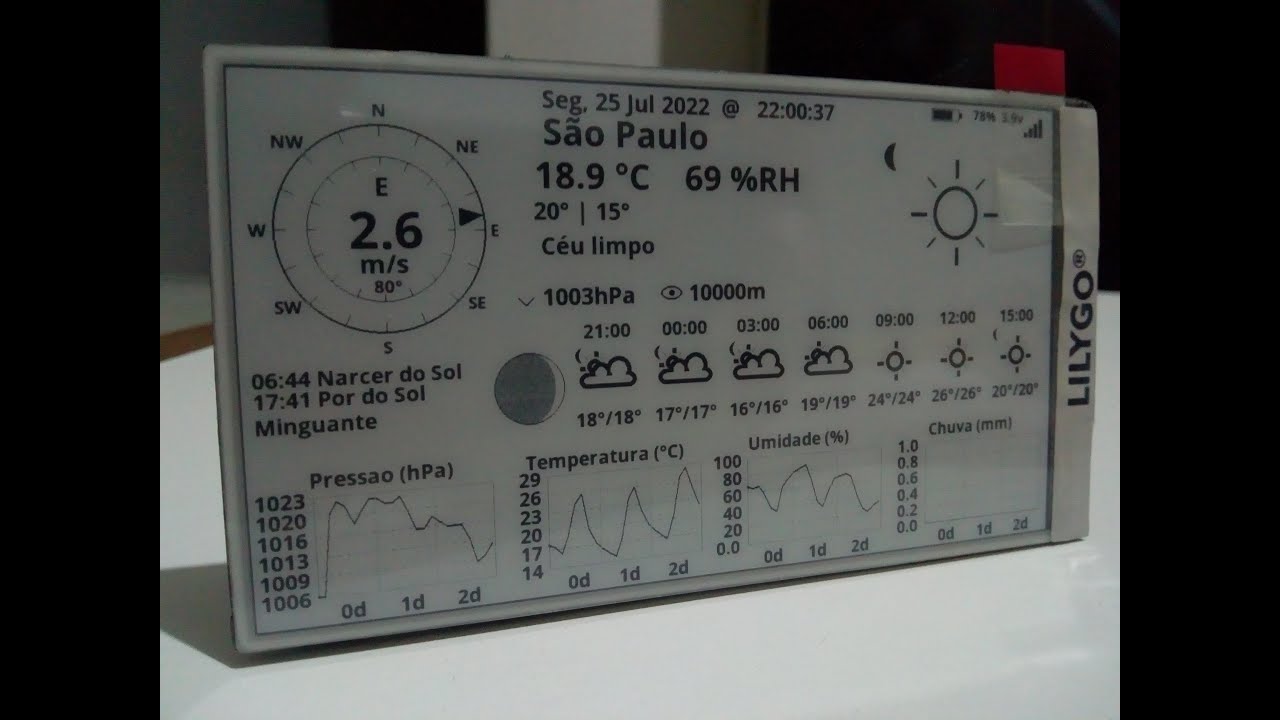 Seg, 25 Jul 2022 @ 22:00:37
78% 3.9v
São Paulo
18.9 °C 69 %RH
20° | 15°
Céu limpo
N
NW NE
E
W 2.6 E
m/s
80°
SW SE
S
1003hPa 10000m
21:00 00:00 03:00 06:00 09:00 12:00 15:00
18°/18° 17°/17° 16°/16° 19°/19° 24°/24° 26°/26° 20°/20°
06:44 Narcer do Sol
17:41 Por do Sol
Minguante
Pressao (hPa)
1023
1020
1016
1013
1009
1006
0d 1d 2d
Temperatura (°C)
29
26
23
20
17
14
0d 1d 2d
Umidade (%)
100
80
60
40
20
0.0
0d 1d 2d
Chuva (mm)
1.0
0.8
0.6
0.4
0.2
0.0
0d 1d 2d
LILYGO®